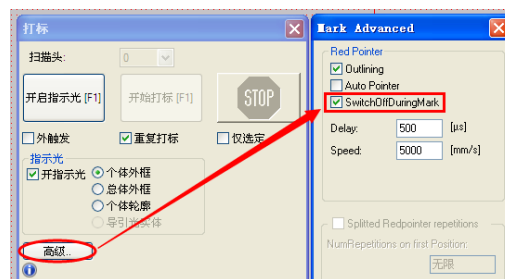 打标
扫描头: 0
开启指示光 [F1]
开始打标 [F1]
STOP
外触发
重复打标
仅选定
指示光
开指示光
个体外框
总体外框
个体轮廓
导引光实体
高级..
Mark Advanced
Red Pointer
Outlining
Auto Pointer
SwitchOffDuringMark
Delay: 500 [µs]
Speed: 5000 [mm/s]
Splitted Redpointer repetitions
NumRepetitions on first Position:
无限